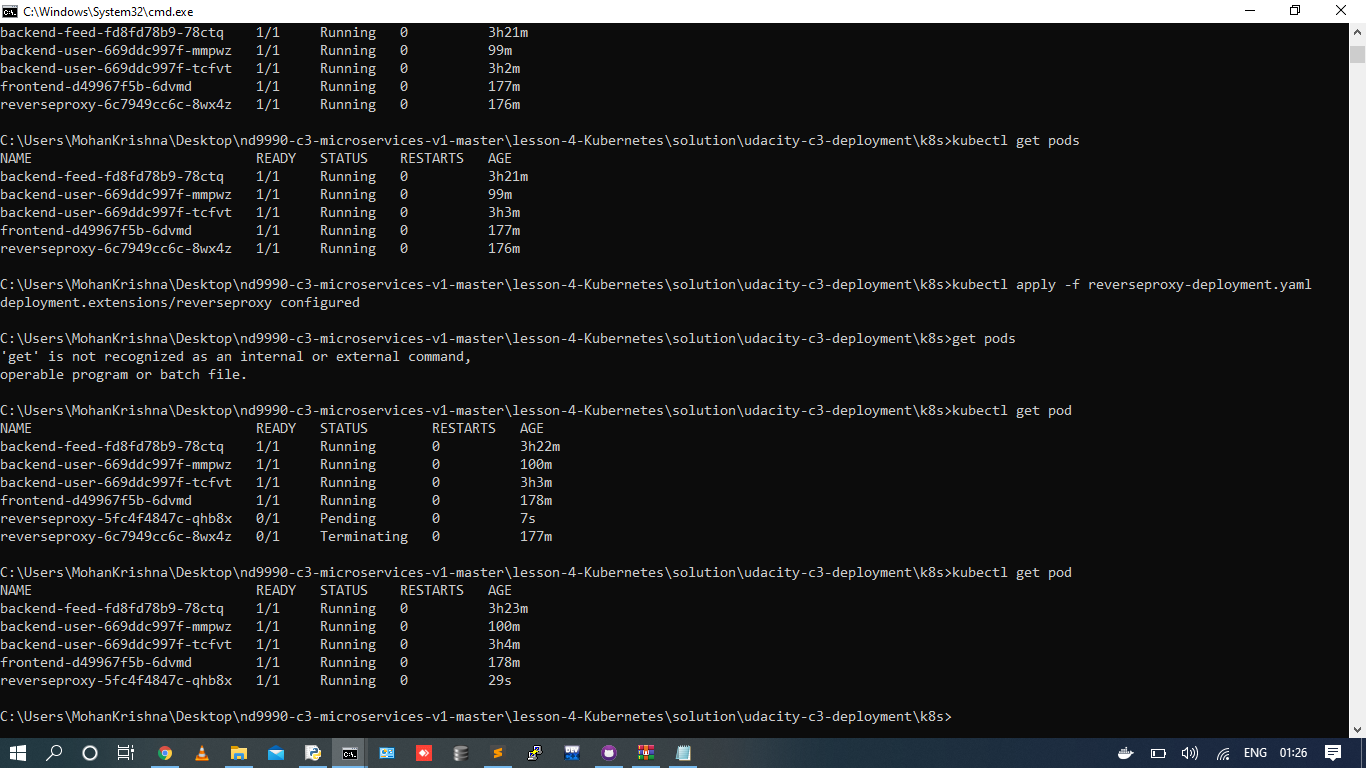 C:\Windows\System32\cmd.exe
backend-feed-fd8fd78b9-78ctq 1/1 Running 0 3h21m
backend-user-669ddc997f-mmpwz 1/1 Running 0 99m
backend-user-669ddc997f-tcfvt 1/1 Running 0 3h2m
frontend-d49967f5b-6dvmd 1/1 Running 0 177m
reverseproxy-6c7949cc6c-8wx4z 1/1 Running 0 176m
C:\Users\MohanKrishna\Desktop\nd9990-c3-microservices-v1-master\lesson-4-Kubernetes\solution\udacity-c3-deployment\k8s>kubectl get pods
NAME READY STATUS RESTARTS AGE
backend-feed-fd8fd78b9-78ctq 1/1 Running 0 3h21m
backend-user-669ddc997f-mmpwz 1/1 Running 0 99m
backend-user-669ddc997f-tcfvt 1/1 Running 0 3h3m
frontend-d49967f5b-6dvmd 1/1 Running 0 177m
reverseproxy-6c7949cc6c-8wx4z 1/1 Running 0 176m
C:\Users\MohanKrishna\Desktop\nd9990-c3-microservices-v1-master\lesson-4-Kubernetes\solution\udacity-c3-deployment\k8s>kubectl apply -f reverseproxy-deployment.yaml
deployment.extensions/reverseproxy configured
C:\Users\MohanKrishna\Desktop\nd9990-c3-microservices-v1-master\lesson-4-Kubernetes\solution\udacity-c3-deployment\k8s>get pods
'get' is not recognized as an internal or external command,
operable program or batch file.
C:\Users\MohanKrishna\Desktop\nd9990-c3-microservices-v1-master\lesson-4-Kubernetes\solution\udacity-c3-deployment\k8s>kubectl get pod
NAME READY STATUS RESTARTS AGE
backend-feed-fd8fd78b9-78ctq 1/1 Running 0 3h22m
backend-user-669ddc997f-mmpwz 1/1 Running 0 100m
backend-user-669ddc997f-tcfvt 1/1 Running 0 3h3m
frontend-d49967f5b-6dvmd 1/1 Running 0 178m
reverseproxy-5fc4f4847c-qhb8x 0/1 Pending 0 7s
reverseproxy-6c7949cc6c-8wx4z 0/1 Terminating 0 177m
C:\Users\MohanKrishna\Desktop\nd9990-c3-microservices-v1-master\lesson-4-Kubernetes\solution\udacity-c3-deployment\k8s>kubectl get pod
NAME READY STATUS RESTARTS AGE
backend-feed-fd8fd78b9-78ctq 1/1 Running 0 3h23m
backend-user-669ddc997f-mmpwz 1/1 Running 0 100m
backend-user-669ddc997f-tcfvt 1/1 Running 0 3h4m
frontend-d49967f5b-6dvmd 1/1 Running 0 178m
reverseproxy-5fc4f4847c-qhb8x 1/1 Running 0 29s
C:\Users\MohanKrishna\Desktop\nd9990-c3-microservices-v1-master\lesson-4-Kubernetes\solution\udacity-c3-deployment\k8s>
ENG 01:26